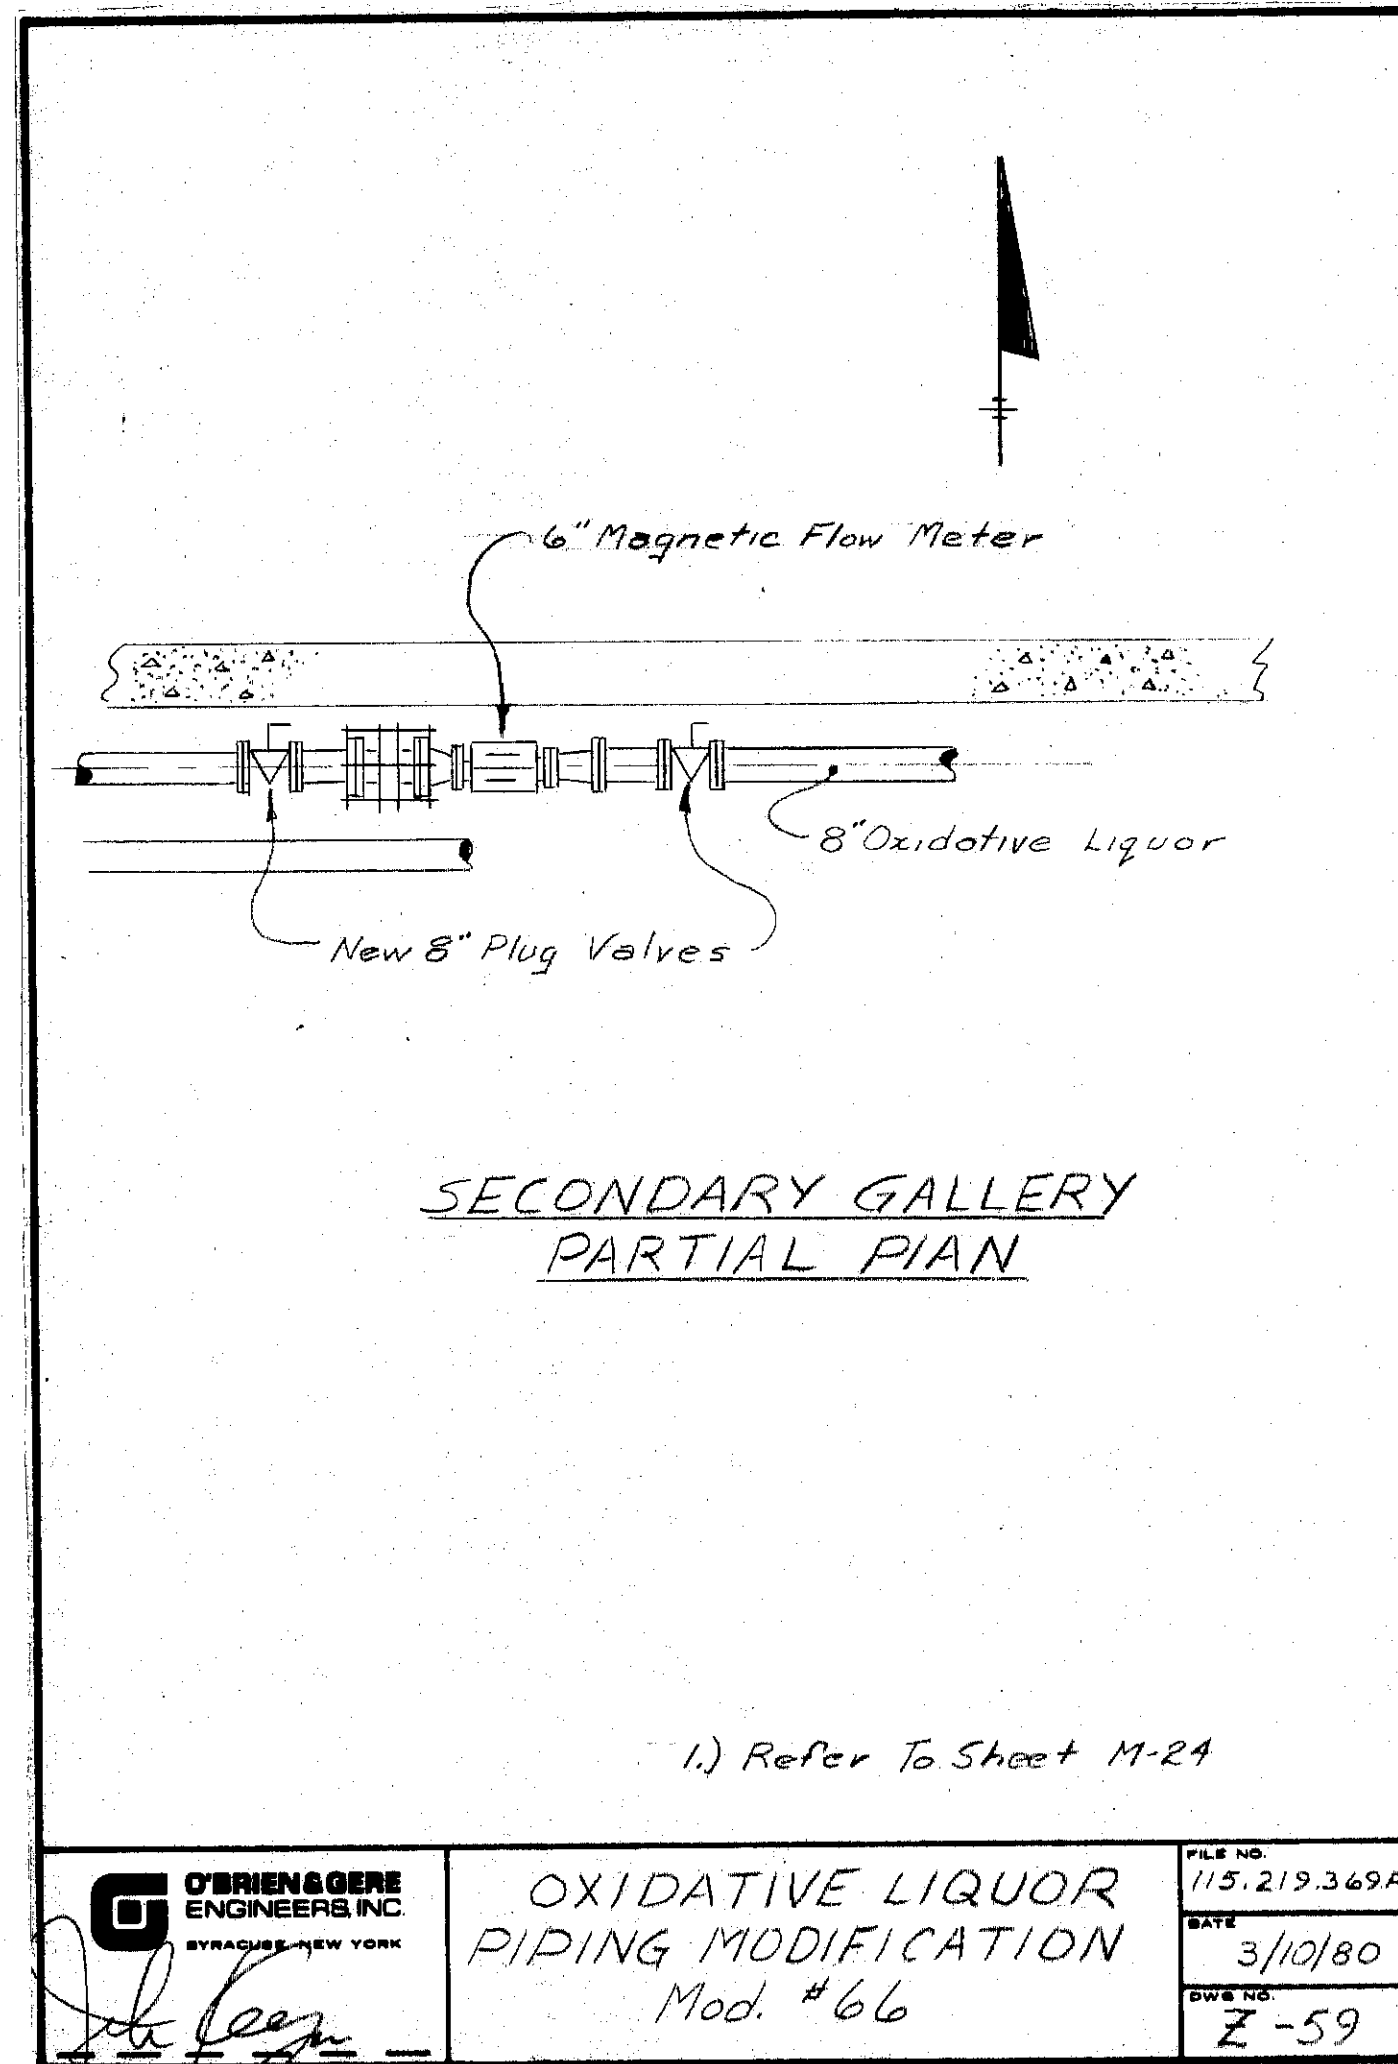 6" Magnetic Flow Meter
8" Oxidative Liquor
New 8" Plug Valves
SECONDARY GALLERY
PARTIAL PLAN
1.) Refer To Sheet M-24
O'BRIEN & GERE
ENGINEERS, INC.
SYRACUSE, NEW YORK
OXIDATIVE LIQUOR
PIPING MODIFICATION
Mod. #66
FILE NO.
115.219.369A
DATE
3/10/80
DWG NO.
Z-59